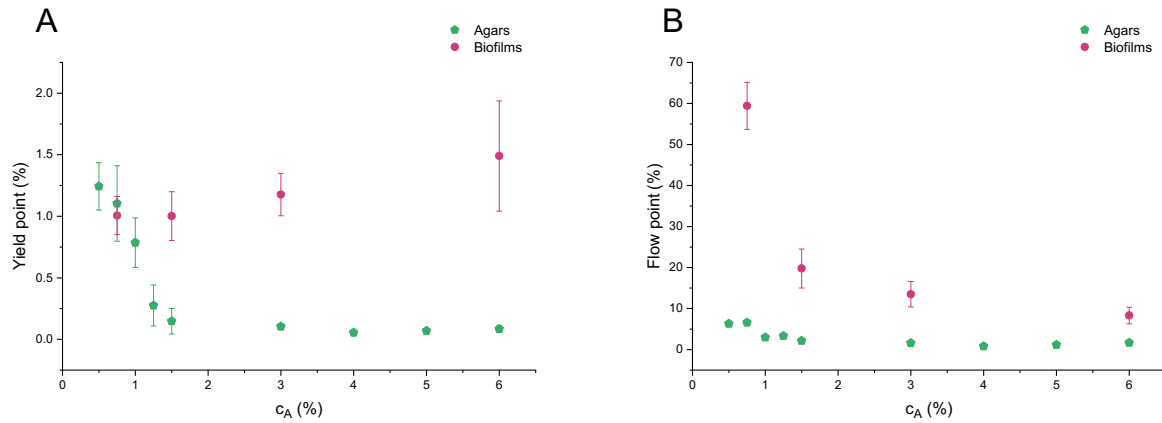 A
Agars
Biofilms
Yield point (%)
2.0
1.5
1.0
0.5
0.0
0 1 2 3 4 5 6
c_A (%)
B
Agars
Biofilms
Flow point (%)
70
60
50
40
30
20
10
0
0 1 2 3 4 5 6
c_A (%)